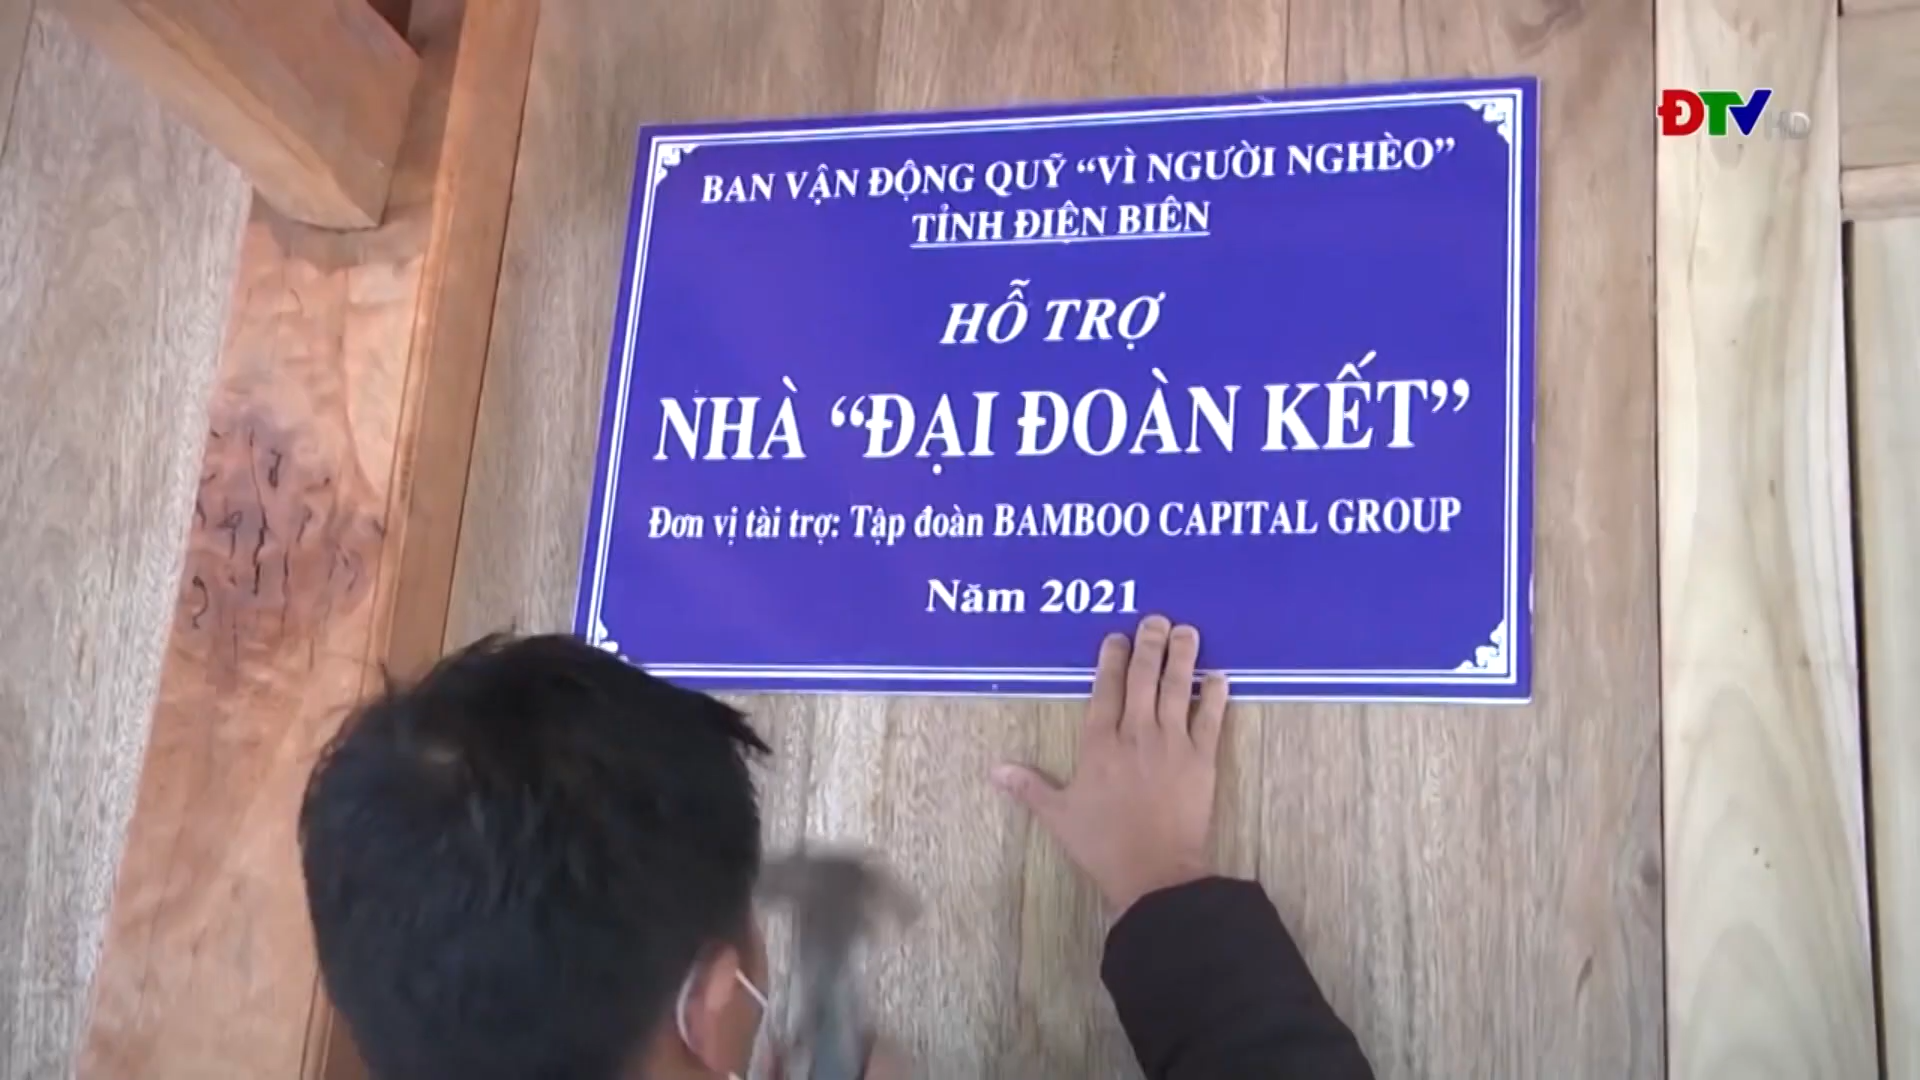 ĐTV HD
BAN VẬN ĐỘNG QUỸ “VÌ NGƯỜI NGHÈO”
TỈNH ĐIỆN BIÊN
HỖ TRỢ
NHÀ “ĐẠI ĐOÀN KẾT”
Đơn vị tài trợ: Tập đoàn BAMBOO CAPITAL GROUP
Năm 2021